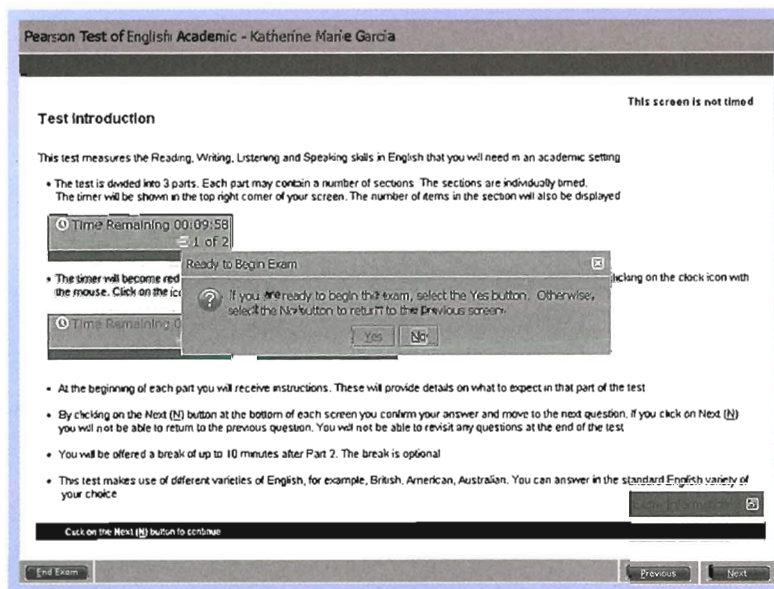 Pearson Test of English Academic - Katherine Marie Garcia
This screen is not timed
Test Introduction
This test measures the Reading, Writing, Listening and Speaking skills in English that you will need in an academic setting
• The test is divided into 3 parts. Each part may contain a number of sections The sections are individually timed.
The timer will be shown in the top right corner of your screen. The number of items in the section will also be displayed
Time Remaining 00:09:58
1 of 2
Ready to Begin Exam
• The timer will become red
clicking on the clock icon with
the mouse. Click on the
If you are ready to begin this exam, select the Yes button. Otherwise,
select the No button to return to the previous screen.
Time Remaining 0
Yes No
• At the beginning of each part you will receive instructions. These will provide details on what to expect in that part of the test
• By clicking on the Next (N) button at the bottom of each screen you confirm your answer and move to the next question. If you click on Next (N)
you will not be able to return to the previous question. You will not be able to revisit any questions at the end of the test
• You will be offered a break of up to 10 minutes after Part 2. The break is optional
• This test makes use of different varieties of English, for example, British, American, Australian. You can answer in the standard English variety of
your choice
Click on the Next (N) button to continue
End Exam
Previous
Next